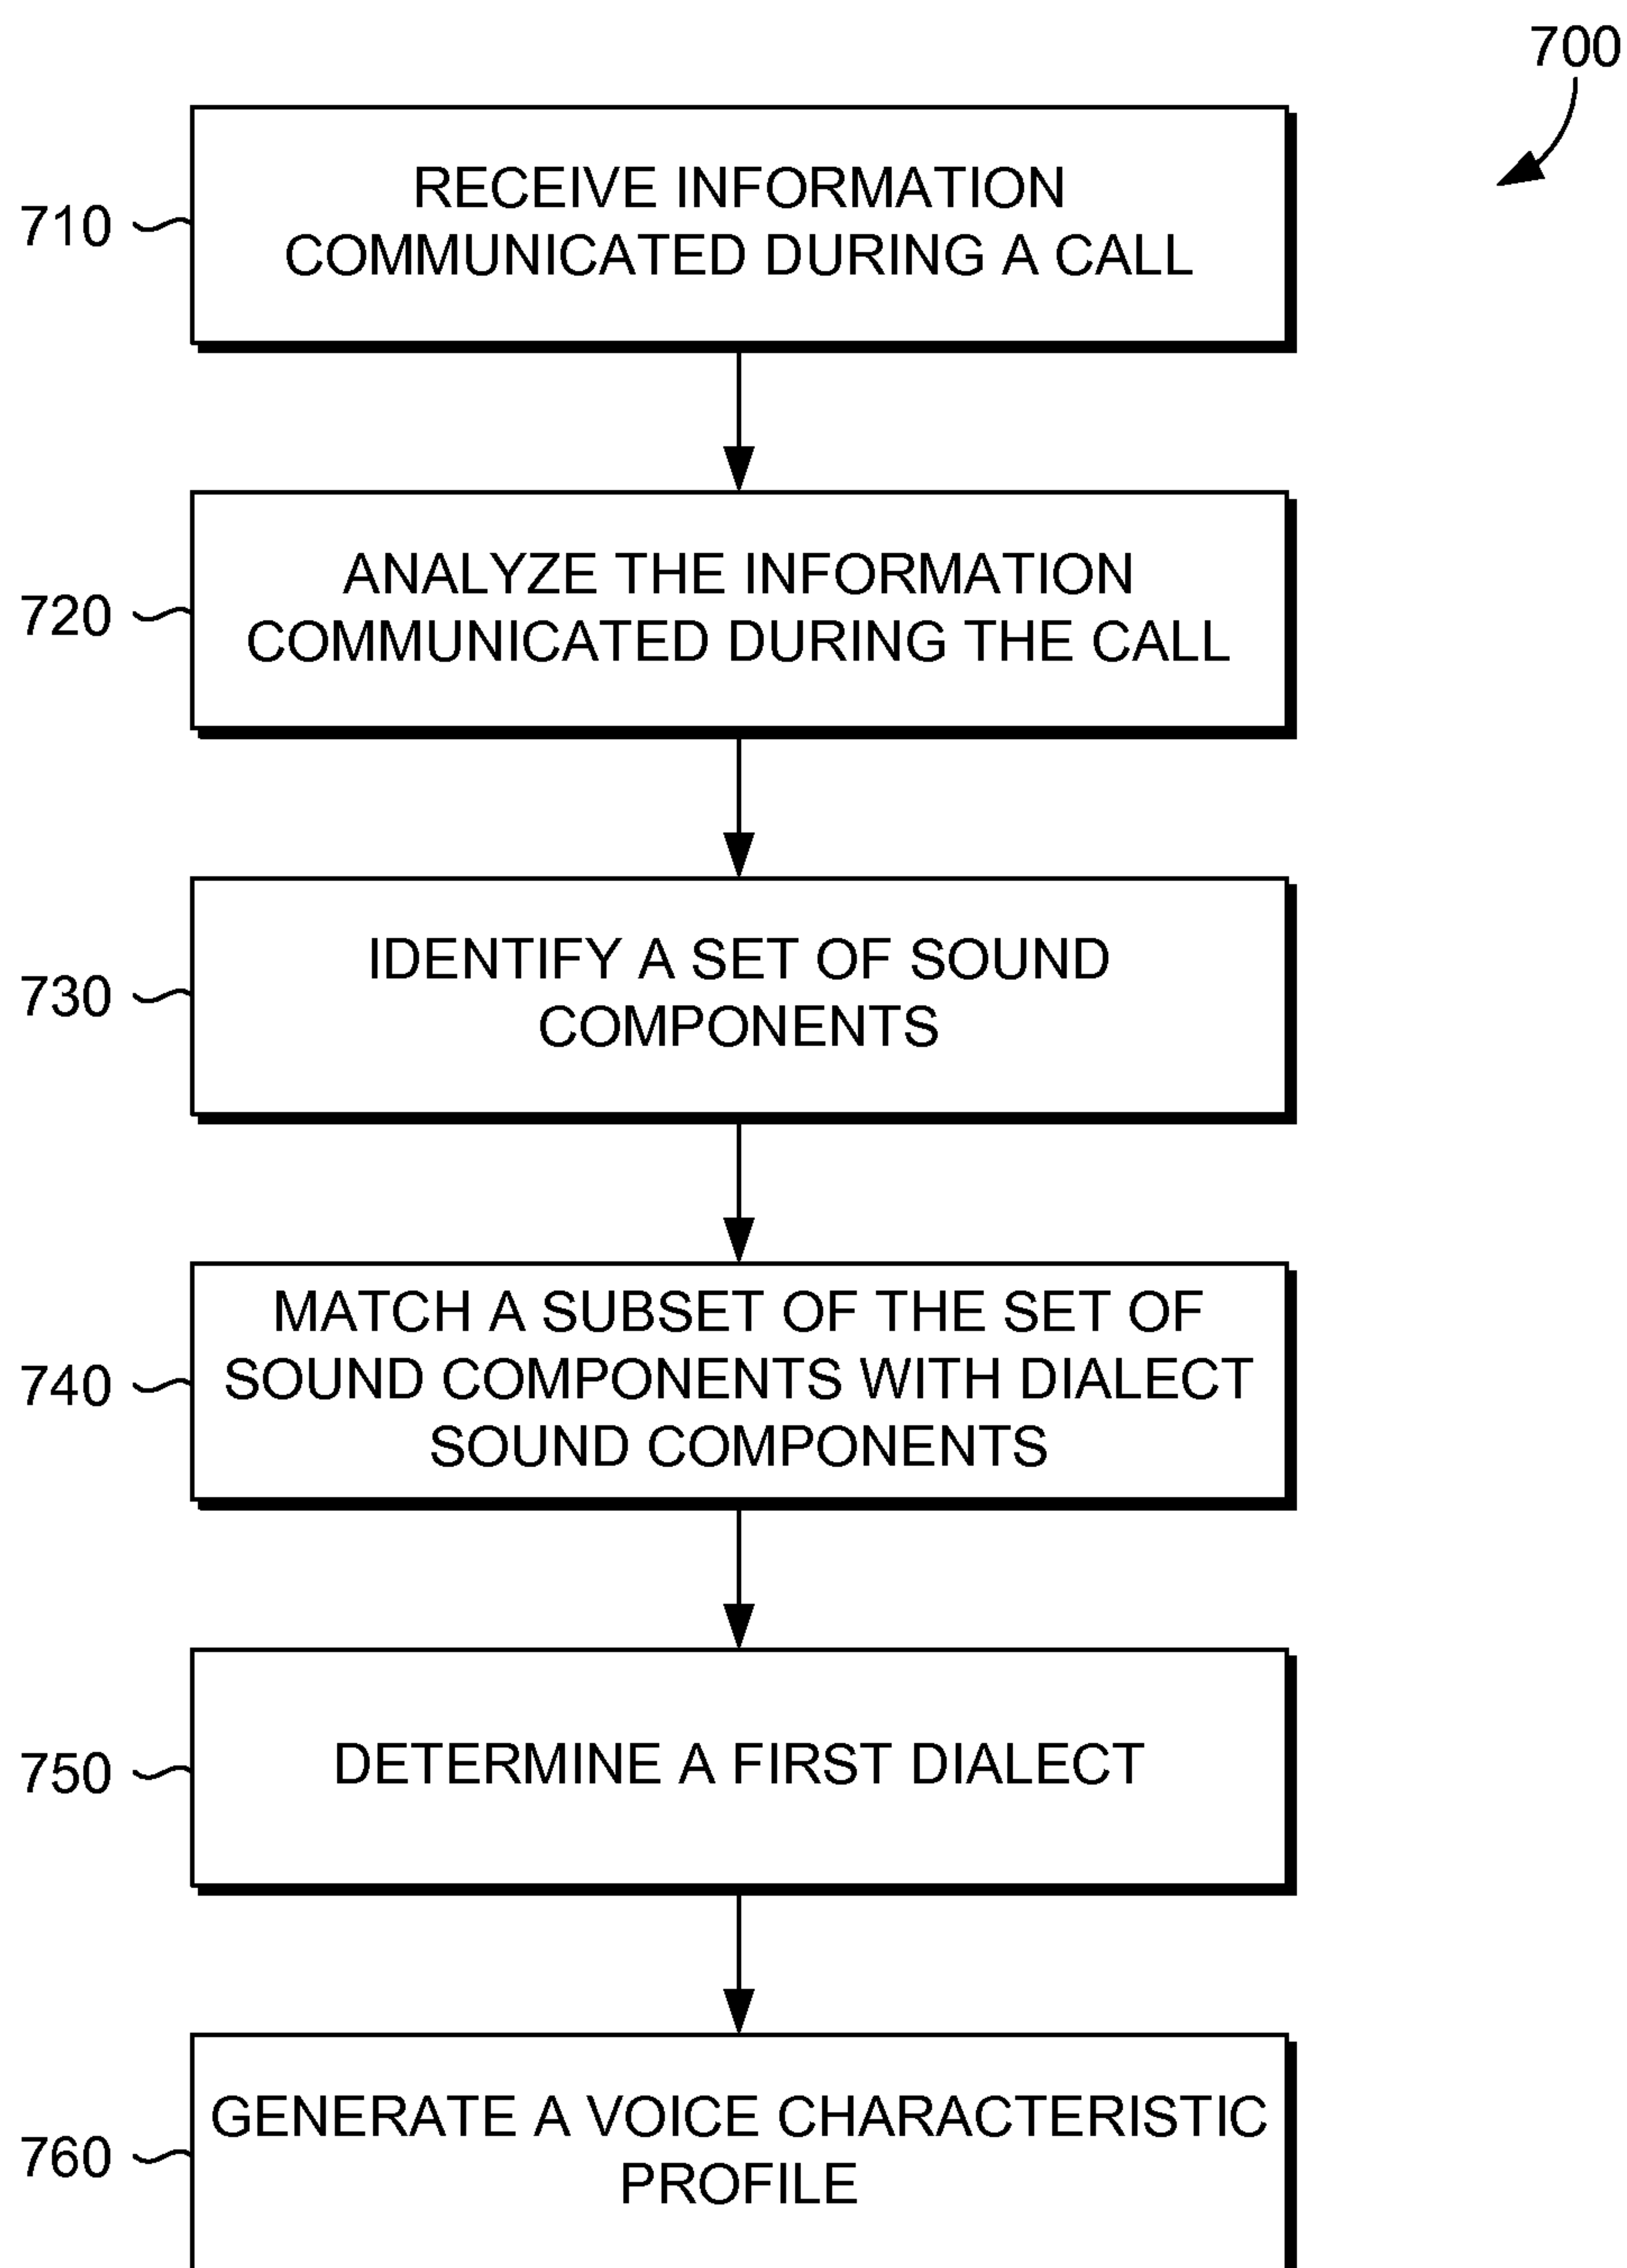 700
710
RECEIVE INFORMATION
COMMUNICATED DURING A CALL
720
ANALYZE THE INFORMATION
COMMUNICATED DURING THE CALL
730
IDENTIFY A SET OF SOUND
COMPONENTS
740
MATCH A SUBSET OF THE SET OF
SOUND COMPONENTS WITH DIALECT
SOUND COMPONENTS
750
DETERMINE A FIRST DIALECT
760
GENERATE A VOICE CHARACTERISTIC
PROFILE